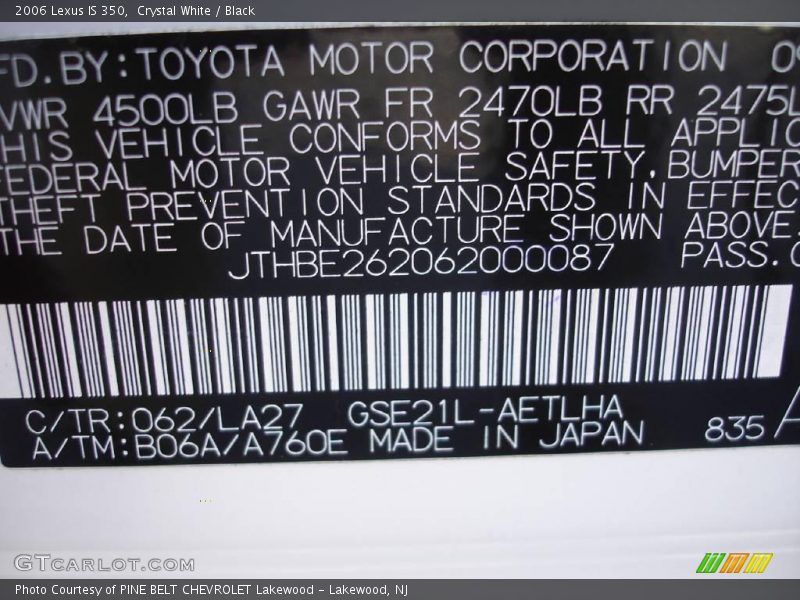 2006 Lexus IS 350,  Crystal White / Black
FD.BY:TOYOTA MOTOR CORPORATION 09
VWR 4500LB GAWR FR 2470LB RR 2475L
HIS VEHICLE CONFORMS TO ALL APPLIC
FEDERAL MOTOR VEHICLE SAFETY,BUMPER
THEFT PREVENTION STANDARDS IN EFFEC
THE DATE OF MANUFACTURE SHOWN ABOVE.
JTHBE262062000087 PASS.C
C/TR:062/LA27 GSE21L-AETLHA
A/TM:B06A/A760E MADE IN JAPAN 835 A
GTCARLOT.COM
Photo Courtesy of PINE BELT CHEVROLET Lakewood – Lakewood, NJ